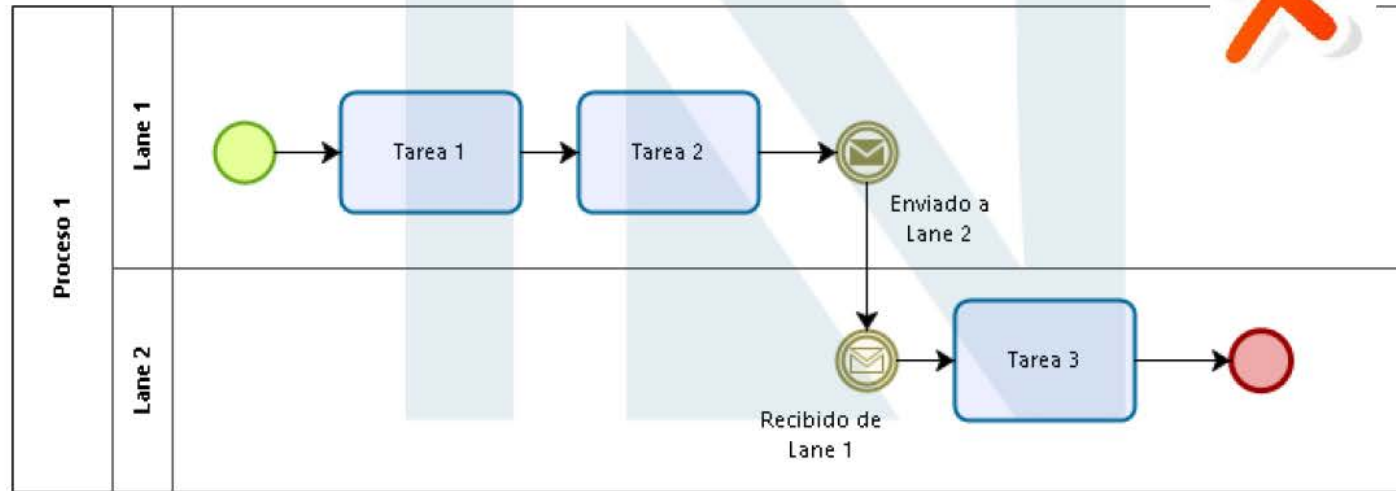 Proceso 1
Lane 1
Tarea 1
Tarea 2
Enviado a
Lane 2
Lane 2
Recibido de
Lane 1
Tarea 3